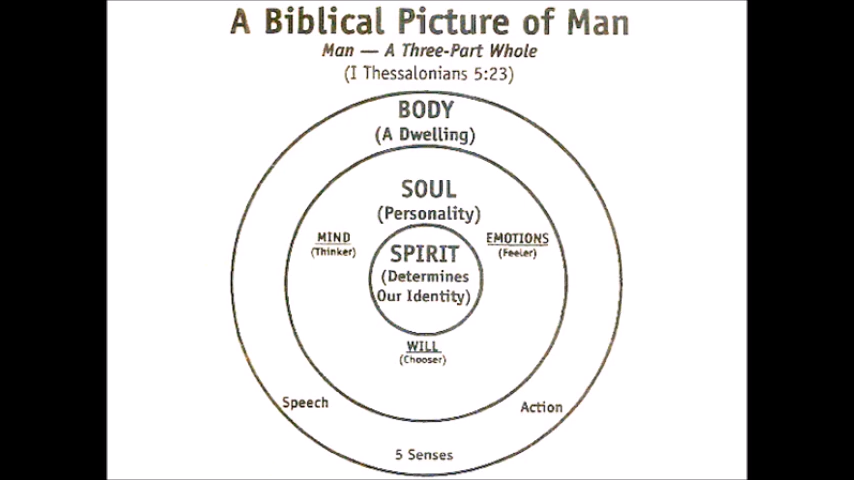 A Biblical Picture of Man
Man — A Three-Part Whole
(I Thessalonians 5:23)
BODY
(A Dwelling)
SOUL
(Personality)
MIND
(Thinker)
EMOTIONS
(Feeler)
SPIRIT
(Determines
Our Identity)
WILL
(Chooser)
Speech
Action
5 Senses